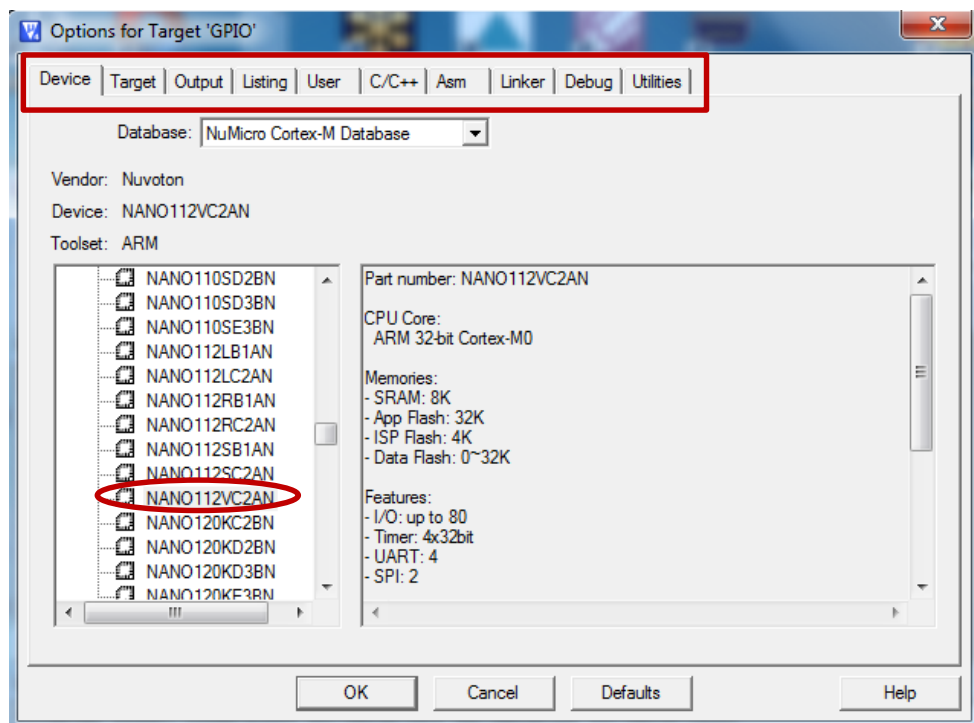 Options for Target 'GPIO'
Device Target Output Listing User C/C++ Asm Linker Debug Utilities
Database: NuMicro Cortex-M Database
Vendor: Nuvoton
Device: NANO112VC2AN
Toolset: ARM
NANO110SD2BN
NANO110SD3BN
NANO110SE3BN
NANO112LB1AN
NANO112LC2AN
NANO112RB1AN
NANO112RC2AN
NANO112SB1AN
NANO112SC2AN
NANO112VC2AN
NANO120KC2BN
NANO120KD2BN
NANO120KD3BN
NANO120KE3BN
Part number: NANO112VC2AN
CPU Core:
ARM 32-bit Cortex-M0
Memories:
- SRAM: 8K
- App Flash: 32K
- ISP Flash: 4K
- Data Flash: 0~32K
Features:
- I/O: up to 80
- Timer: 4x32bit
- UART: 4
- SPI: 2
OK Cancel Defaults Help